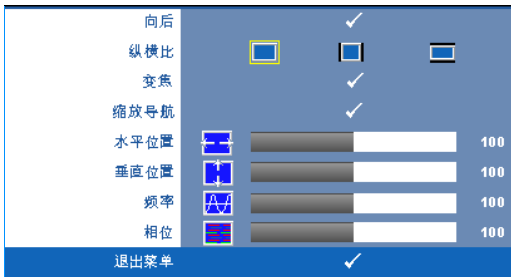 向后
纵横比
变焦
缩放导航
水平位置 100
垂直位置 100
频率 100
相位 100
退出菜单